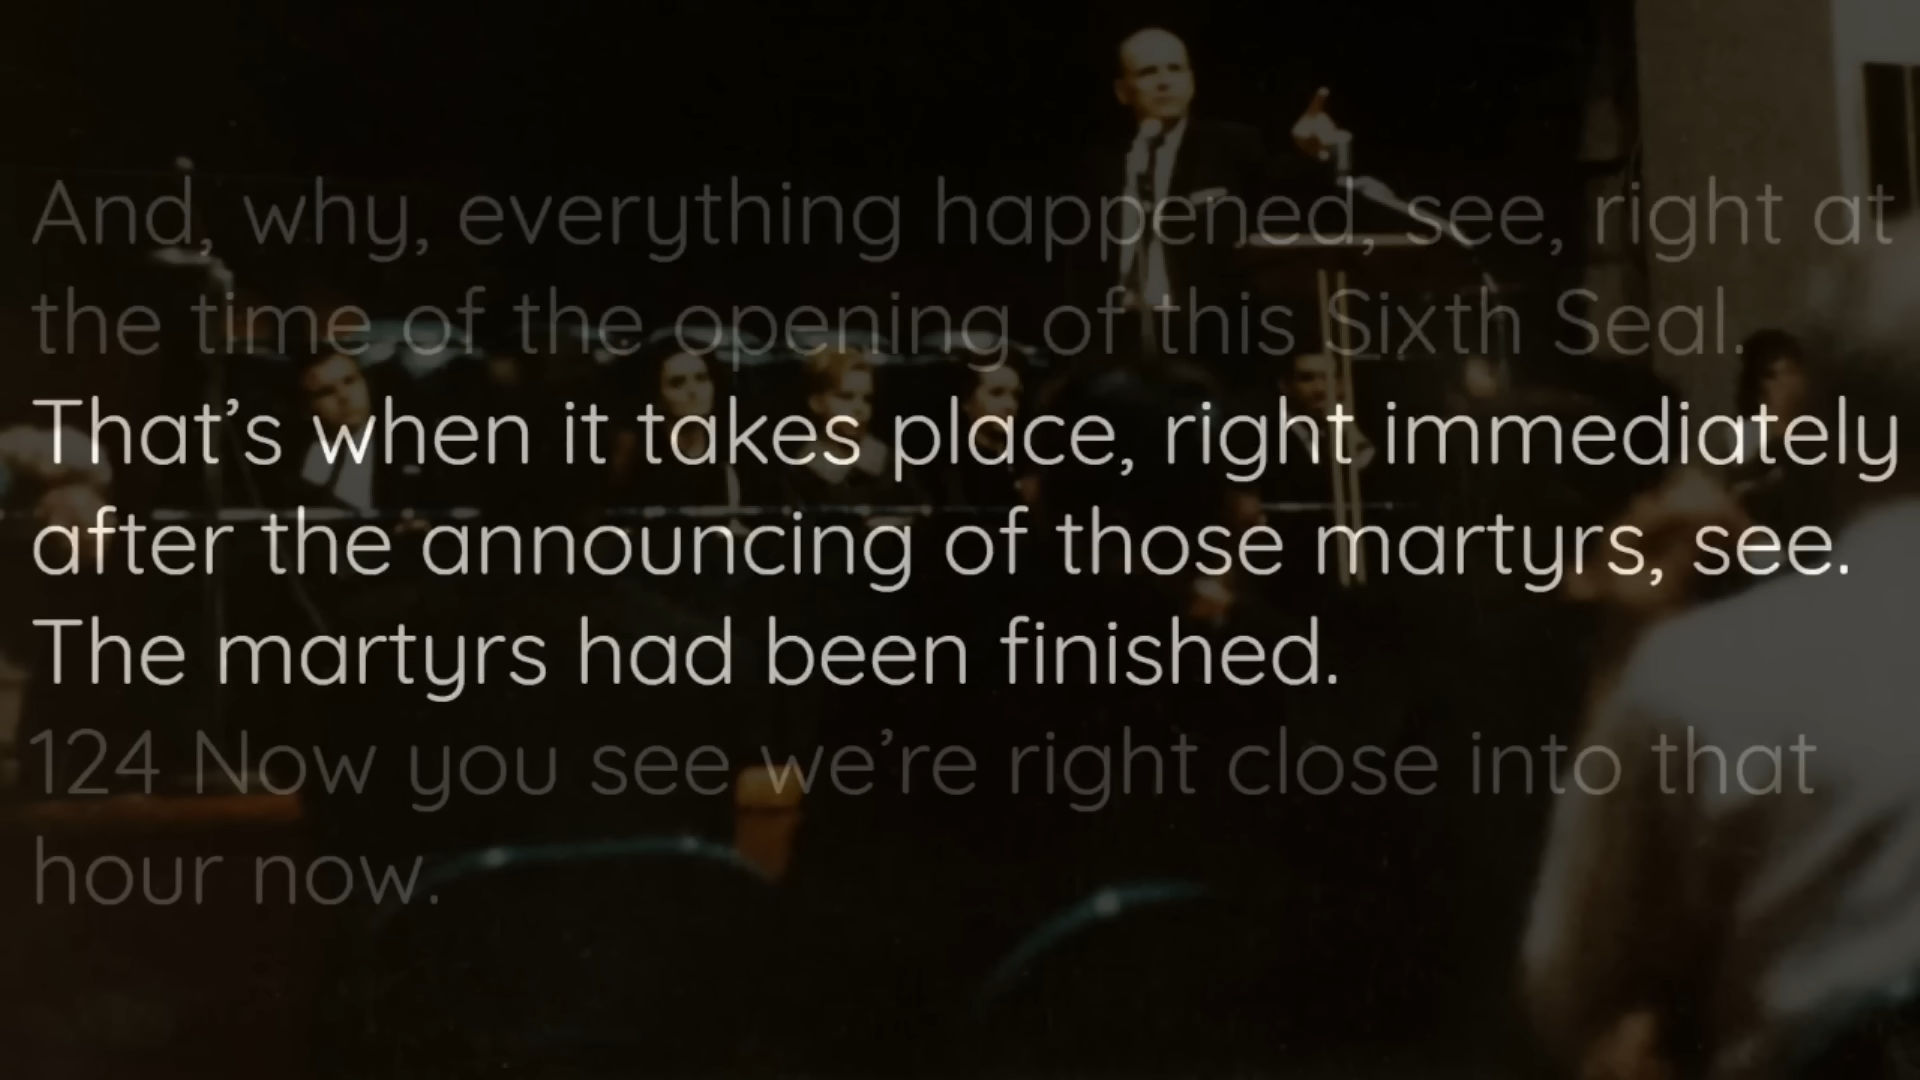 And, why, everything happened, see, right at
the time of the opening of this Sixth Seal.
That’s when it takes place, right immediately
after the announcing of those martyrs, see.
The martyrs had been finished.
124 Now you see we’re right close into that
hour now.